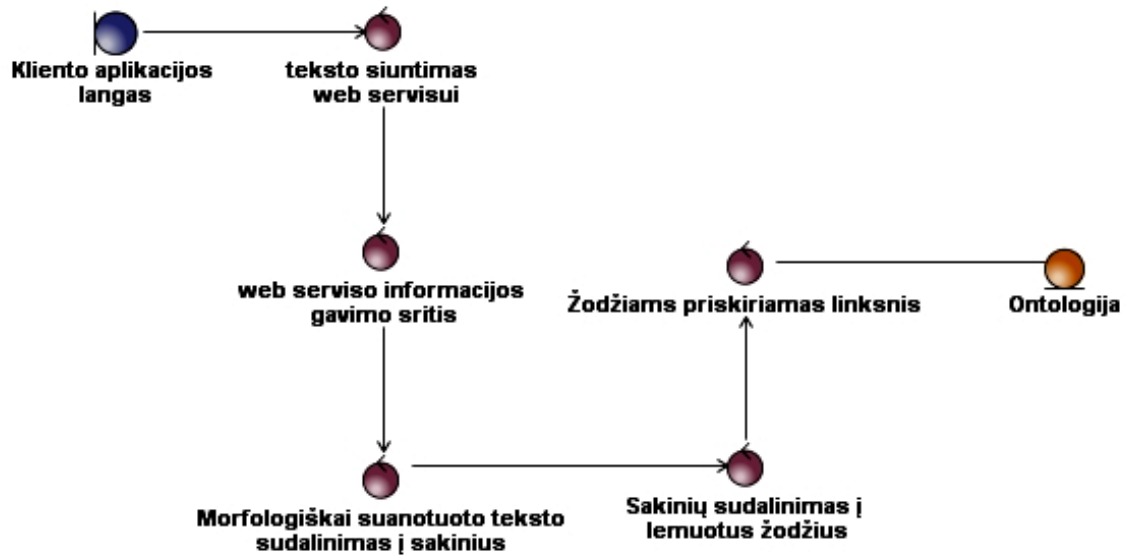 Kliento aplikacijos
langas
teksto siuntimas
web servisui
web serviso informacijos
gavimo sritis
Žodžiams priskiriamas linksnis
Ontologija
Morfologiškai suanotuoto teksto
sudalinimas į sakinius
Sakinių sudalinimas į
lemuotus žodžius